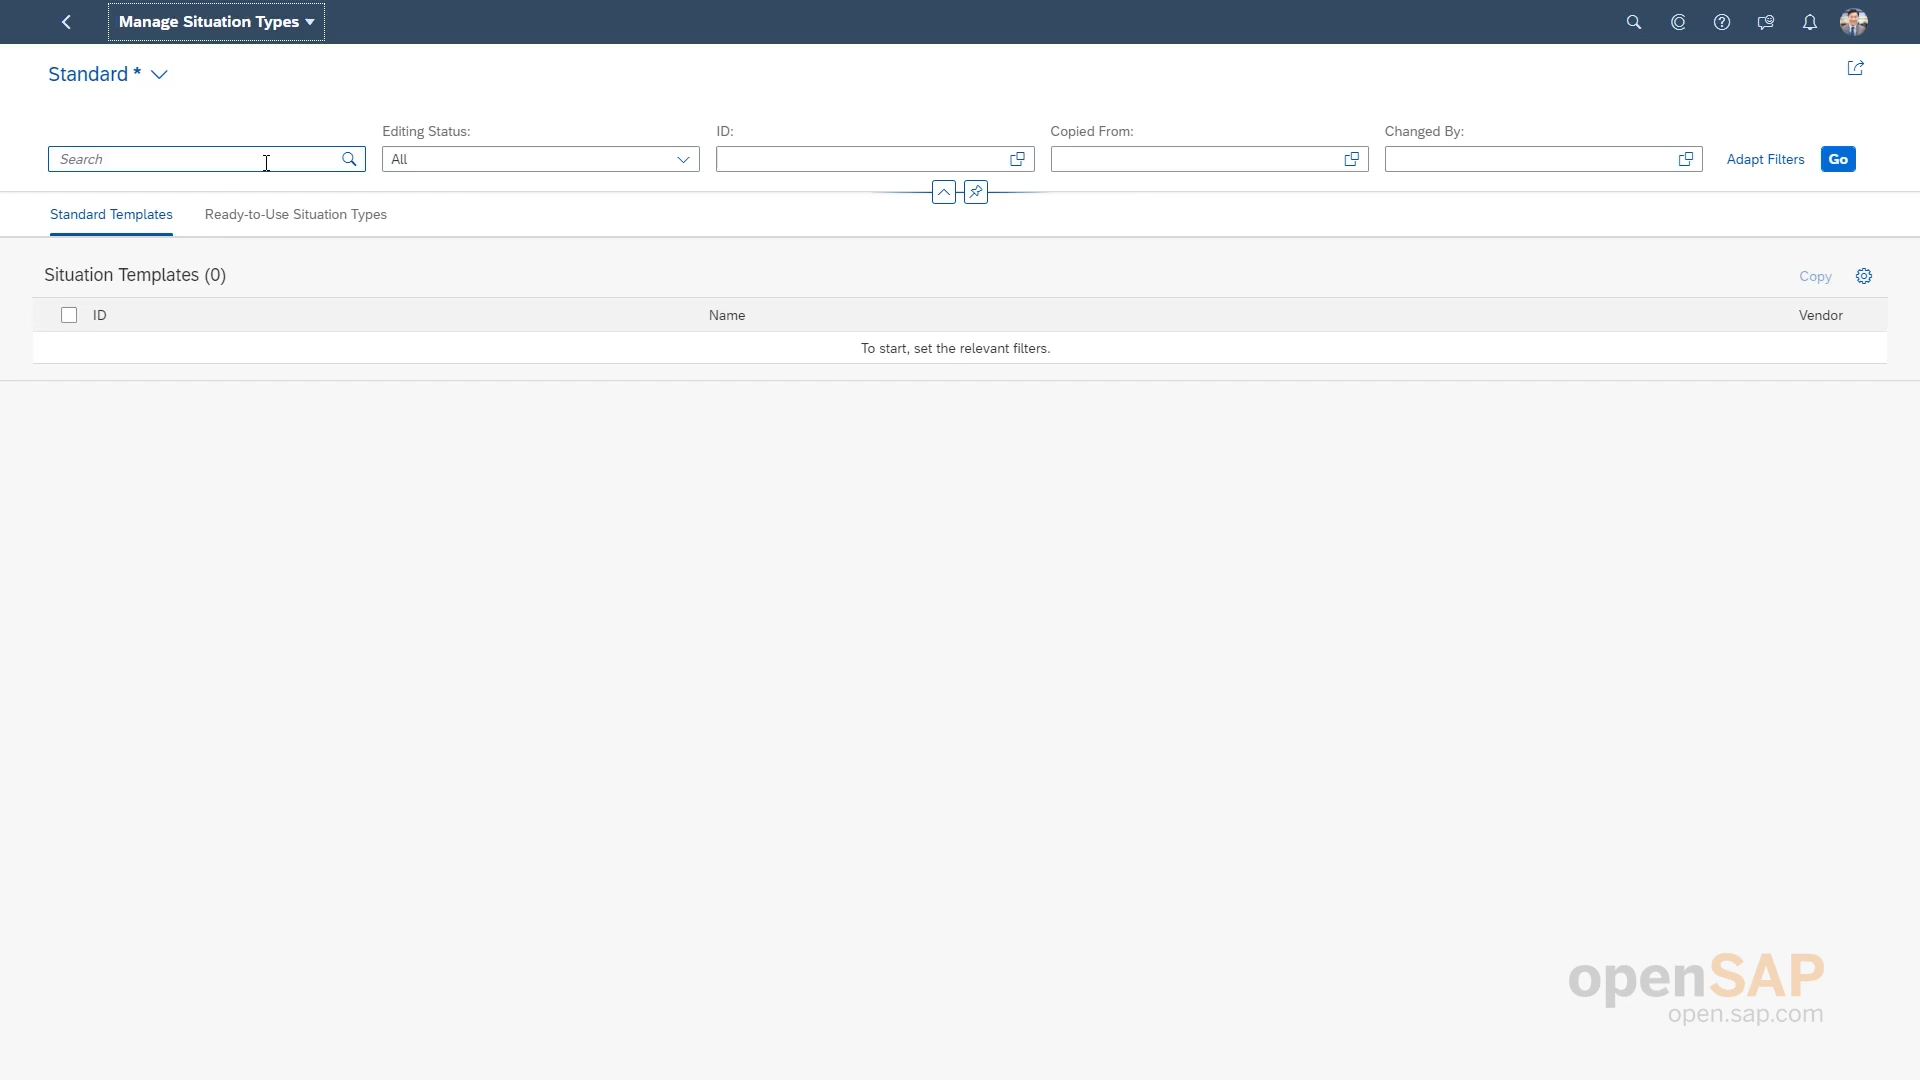 Manage Situation Types
Standard *
Editing Status:
ID:
Copied From:
Changed By:
Search
All
Adapt Filters
Go
Standard Templates
Ready-to-Use Situation Types
Situation Templates (0)
Copy
ID
Name
Vendor
To start, set the relevant filters.
openSAP
open.sap.com